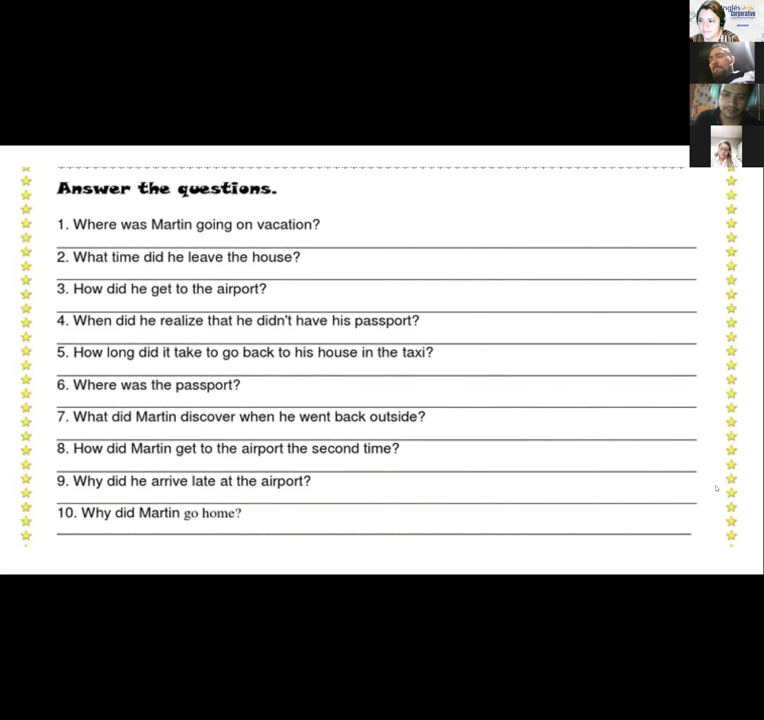 Inglés
Corporativo
Answer the questions.
1. Where was Martin going on vacation?
2. What time did he leave the house?
3. How did he get to the airport?
4. When did he realize that he didn't have his passport?
5. How long did it take to go back to his house in the taxi?
6. Where was the passport?
7. What did Martin discover when he went back outside?
8. How did Martin get to the airport the second time?
9. Why did he arrive late at the airport?
10. Why did Martin go home?